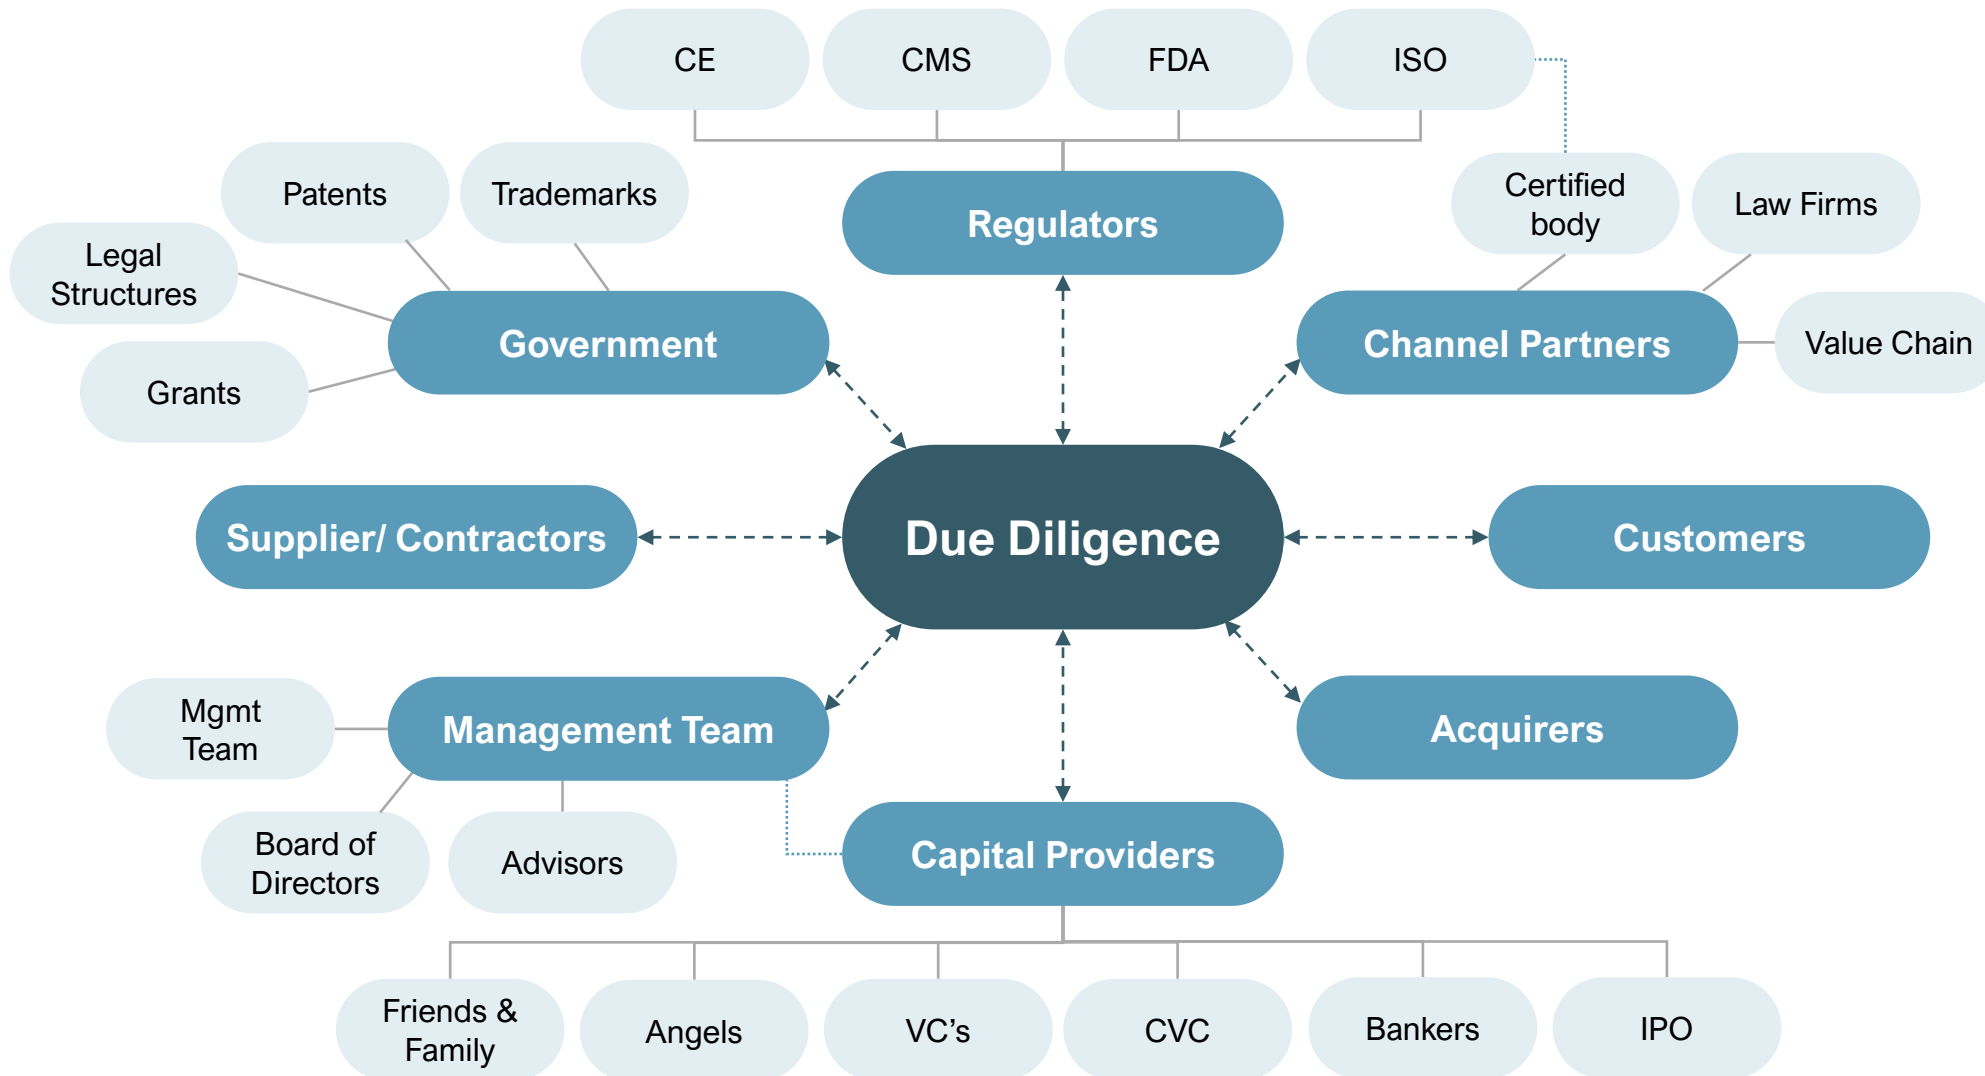 CE
CMS
FDA
ISO
Patents
Trademarks
Regulators
Certified
body
Law Firms
Legal
Structures
Government
Channel Partners
Value Chain
Grants
Supplier/ Contractors
Due Diligence
Customers
Mgmt
Team
Management Team
Acquirers
Board of
Directors
Advisors
Capital Providers
Friends &
Family
Angels
VC’s
CVC
Bankers
IPO